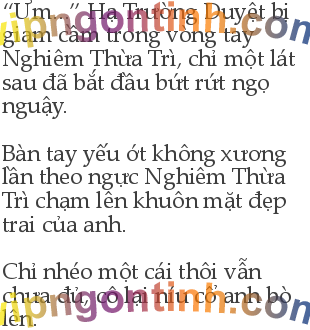 “Ưm…” Hạ Trường Duyệt bị
giam cầm trong vòng tay
Nghiêm Thừa Trì, chỉ một lát
sau đã bắt đầu bứt rứt ngọ
nguậy.
Bàn tay yếu ớt không xương
lần theo ngực Nghiêm Thừa
Trì chạm lên khuôn mặt đẹp
trai của anh.
Chỉ nhéo một cái thôi vẫn
chưa đủ, cô lại níu cổ anh bò
lên.
vipngontinh.com
vipngontinh.com